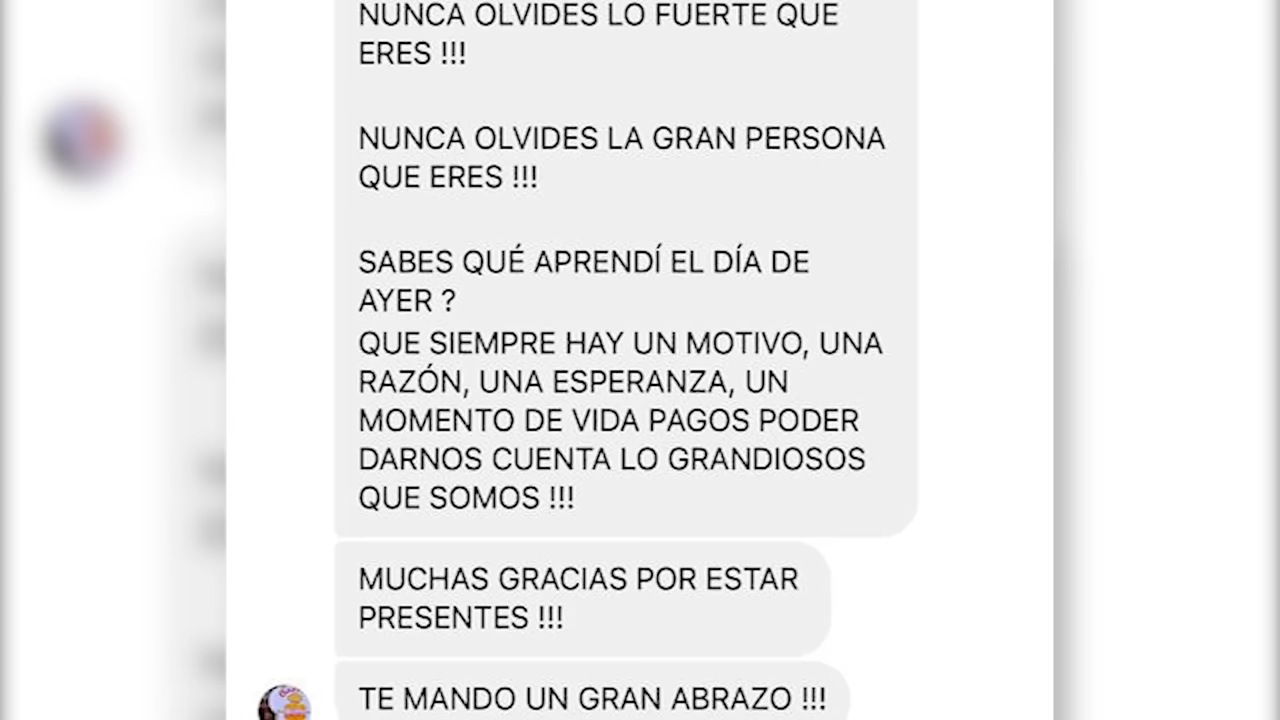 NUNCA OLVIDES LO FUERTE QUE
ERES !!!
NUNCA OLVIDES LA GRAN PERSONA
QUE ERES !!!
SABES QUÉ APRENDÍ EL DÍA DE
AYER ?
QUE SIEMPRE HAY UN MOTIVO, UNA
RAZÓN, UNA ESPERANZA, UN
MOMENTO DE VIDA PAGOS PODER
DARNOS CUENTA LO GRANDIOSOS
QUE SOMOS !!!
MUCHAS GRACIAS POR ESTAR
PRESENTES !!!
TE MANDO UN GRAN ABRAZO !!!